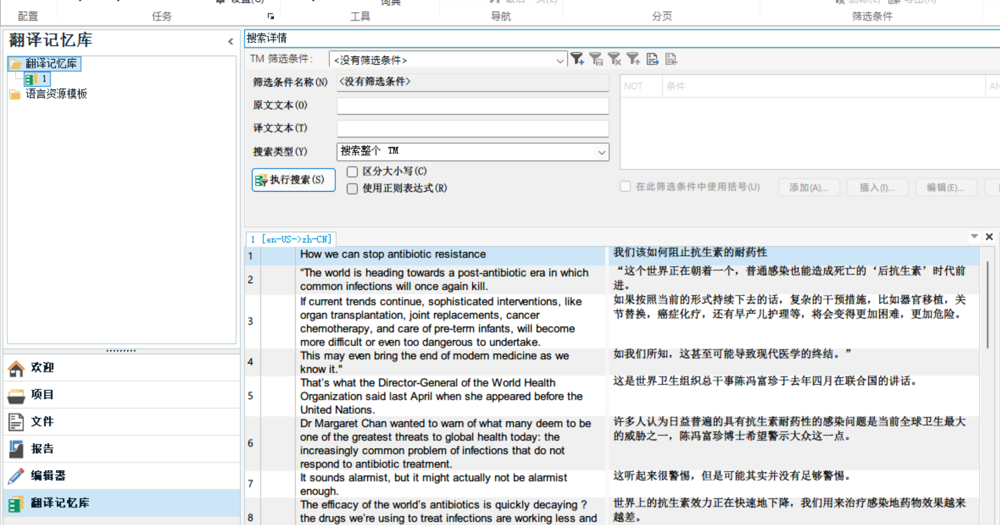 设置(G)
词典
最后一页(L)
删除(L)
导出(X)
配置
任务
工具
导航
分页
筛选条件
翻译记忆库
翻译记忆库
1
语言资源模板
欢迎
项目
文件
报告
编辑器
翻译记忆库
搜索详情
TM 筛选条件:
<没有筛选条件>
筛选条件名称(N)
<没有筛选条件>
原文文本(O)
译文文本(T)
搜索类型(Y)
搜索整个 TM
执行搜索(S)
区分大小写(C)
使用正则表达式(R)
NOT
条件
在此筛选条件中使用括号(U)
添加(A)...
插入(I)...
编辑(E)...
1 [en-US->zh-CN]
1
How we can stop antibiotic resistance
我们该如何阻止抗生素的耐药性
2
“The world is heading towards a post-antibiotic era in which
common infections will once again kill.
“这个世界正在朝着一个，普通感染也能造成死亡的‘后抗生素’时代前
进。
3
If current trends continue, sophisticated interventions, like
organ transplantation, joint replacements, cancer
chemotherapy, and care of pre-term infants, will become
more difficult or even too dangerous to undertake.
如果按照当前的形式持续下去的话，复杂的干预措施，比如器官移植，关
节替换，癌症化疗，还有早产儿护理等，将会变得更加困难，更加危险。
4
This may even bring the end of modern medicine as we
know it."
如我们所知，这甚至可能导致现代医学的终结。”
5
That's what the Director-General of the World Health
Organization said last April when she appeared before the
United Nations.
这是世界卫生组织总干事陈冯富珍于去年四月在联合国的讲话。
6
Dr Margaret Chan wanted to warn of what many deem to be
one of the greatest threats to global health today: the
increasingly common problem of infections that do not
respond to antibiotic treatment.
许多人认为日益普遍的具有抗生素耐药性的感染问题是当前全球卫生最大
的威胁之一，陈冯富珍博士希望警示大众这一点。
7
It sounds alarmist, but it might actually not be alarmist
enough.
这听起来很警惕，但是可能其实并没有足够警惕。
8
The efficacy of the world's antibiotics is quickly decaying ?
the drugs we're using to treat infections are working less and
世界上的抗生素效力正在快速地下降，我们用来治疗感染地药物效果越来
越差。